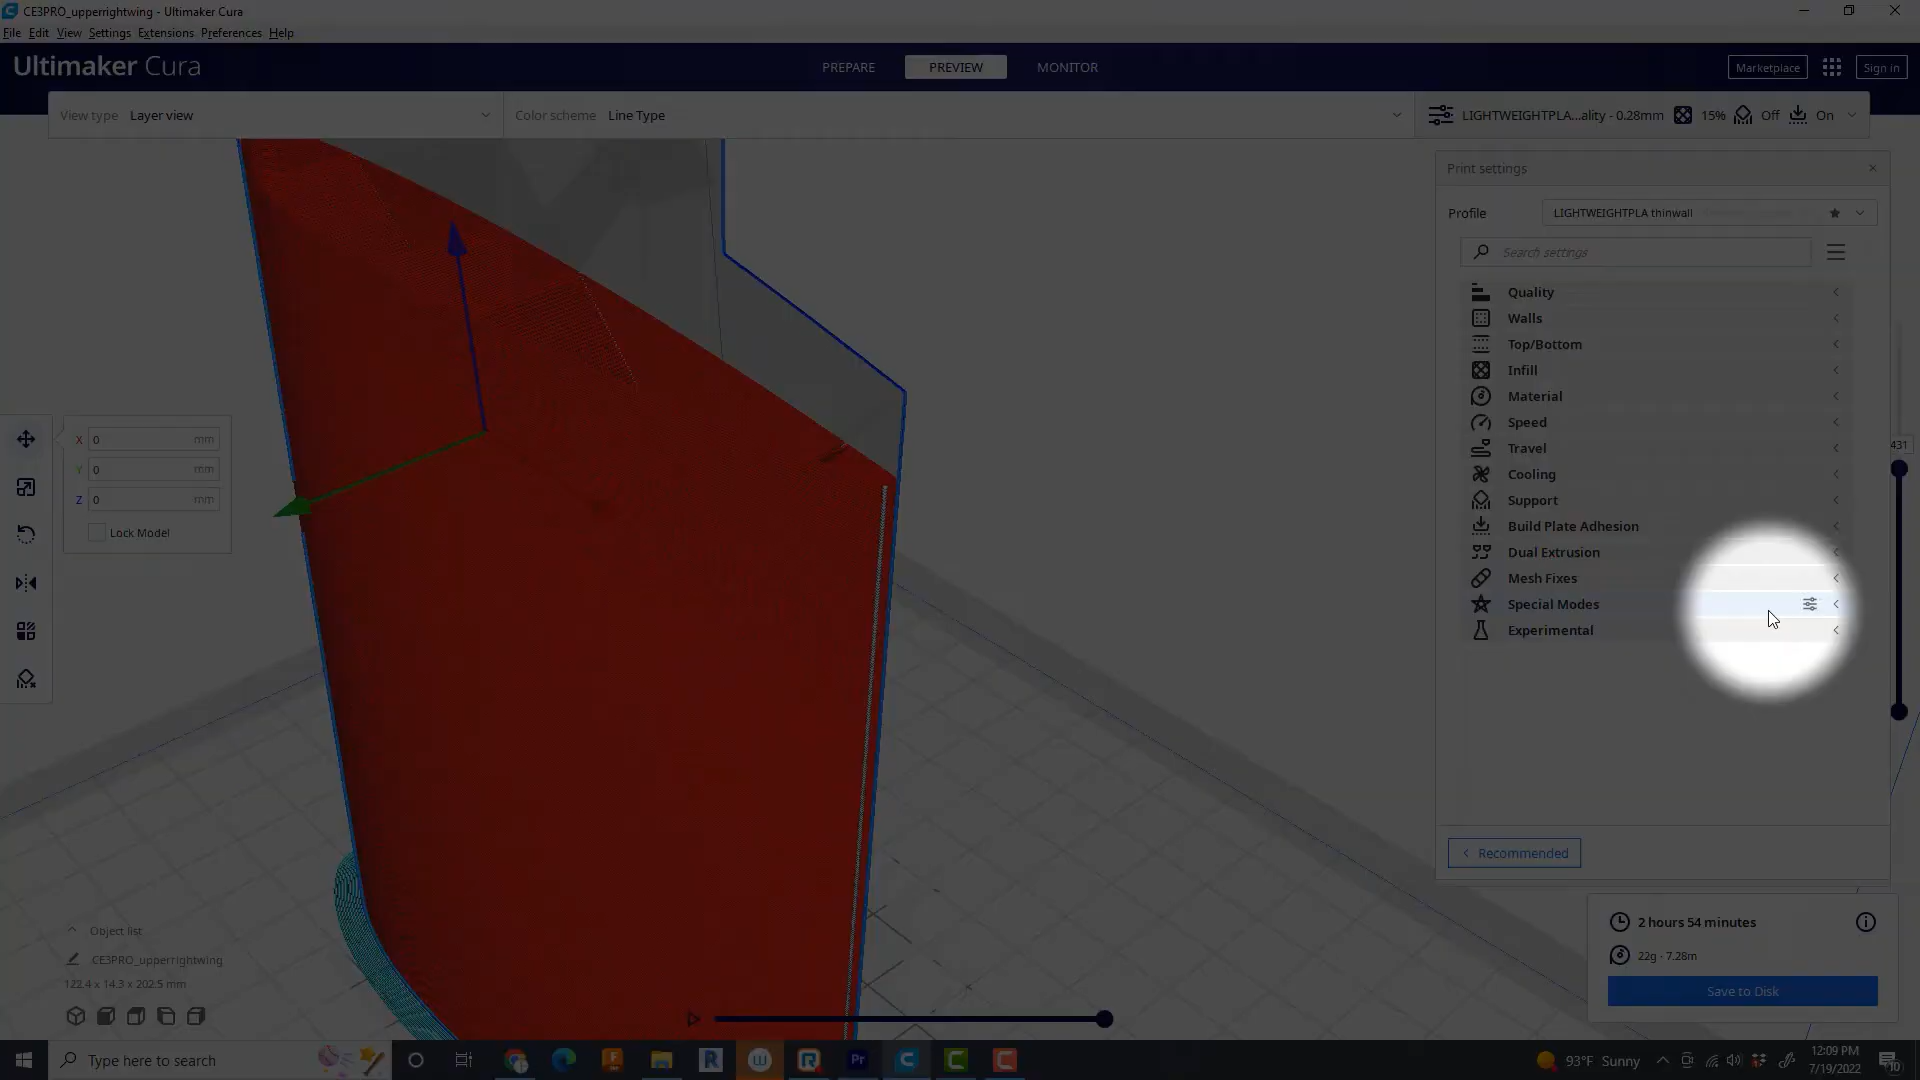 CE3PRO_upperrightwing - Ultimaker Cura
File Edit View Settings Extensions Preferences Help
Ultimaker Cura
PREPARE
PREVIEW
MONITOR
Marketplace
Sign in
View type Layer view
Color scheme Line Type
LIGHTWEIGHTPLA...ality - 0.28mm 15% Off On
Print settings
Profile LIGHTWEIGHTPLA thinwall
Search settings
Quality
Walls
Top/Bottom
Infill
Material
Speed
Travel
Cooling
Support
Build Plate Adhesion
Dual Extrusion
Mesh Fixes
Special Modes
Experimental
431
X 0 mm
Y 0 mm
Z 0 mm
Lock Model
Recommended
Object list
CE3PRO_upperrightwing
122.4 x 14.3 x 202.5 mm
2 hours 54 minutes
22g · 7.28m
Save to Disk
Type here to search
93°F Sunny
12:09 PM
7/19/2022